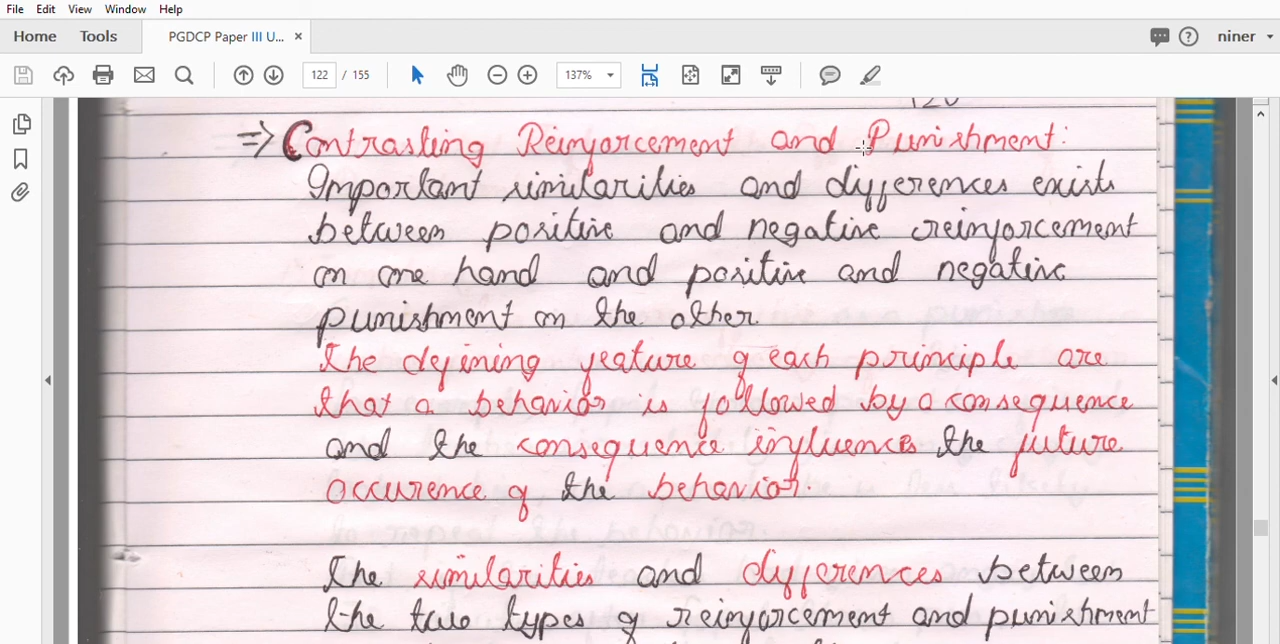 File Edit View Window Help
Home Tools PGDCP Paper III U... × niner
122 / 155 137%
⇒ Contrasting Reinforcement and Punishment:
Important similarities and differences exists
between positive and negative reinforcement
on one hand and positive and negative
punishment on the other.
The defining feature of each principle are
that a behavior is followed by a consequence
and the consequence influences the future
occurence of the behavior.
The similarities and differences between
the two types of reinforcement and punishment